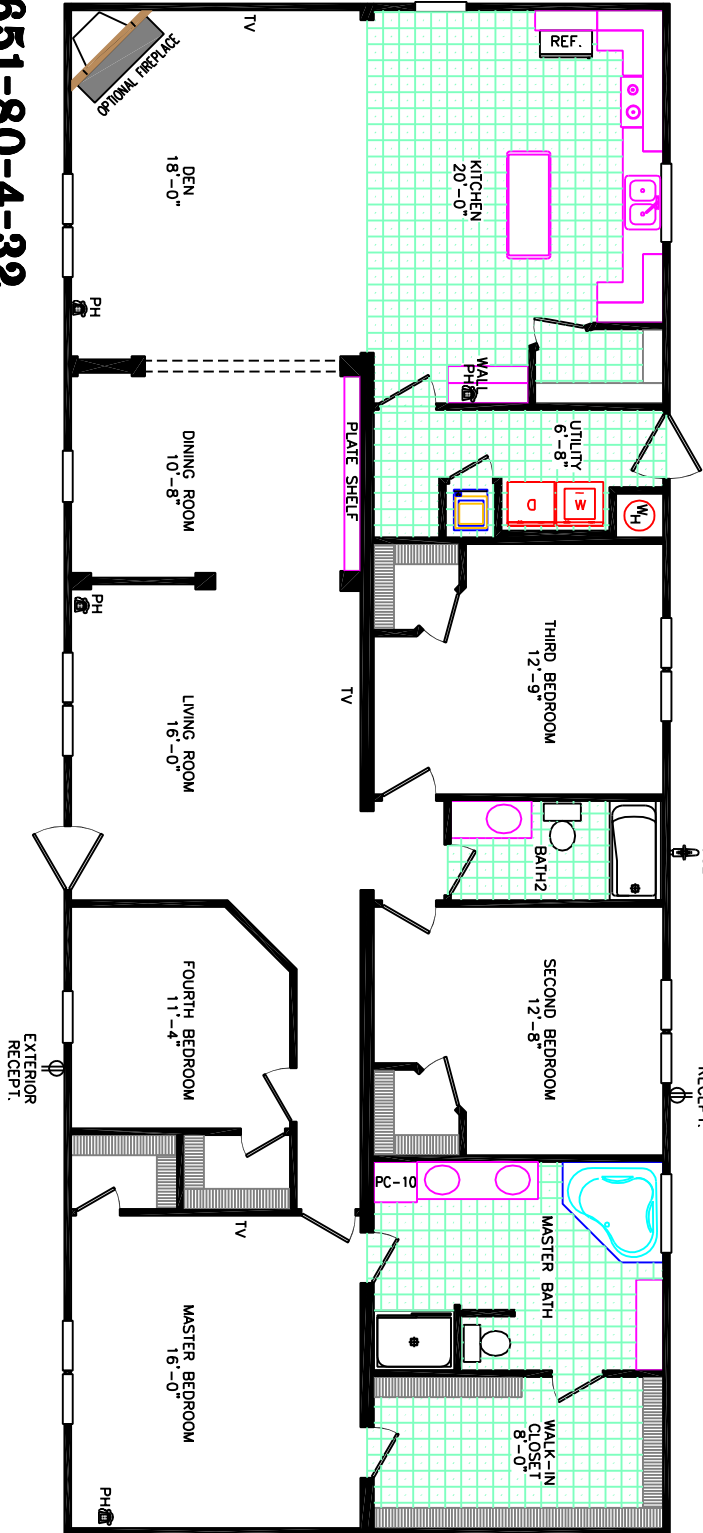 651-80-4-32
TV
OPTIONAL FIREPLACE
REF.
DEN
18'-0"
KITCHEN
20'-0"
PH
WALL
PH
UTILITY
6'-8"
DINING ROOM
10'-8"
PLATE SHELF
D
W
WH
PH
THIRD BEDROOM
12'-9"
TV
LIVING ROOM
16'-0"
BATH2
FOURTH BEDROOM
11'-4"
SECOND BEDROOM
12'-8"
EXTERIOR
RECEPT.
RECEPT.
PC-10
MASTER BATH
TV
MASTER BEDROOM
16'-0"
WALK-IN
CLOSET
8'-0"
PH